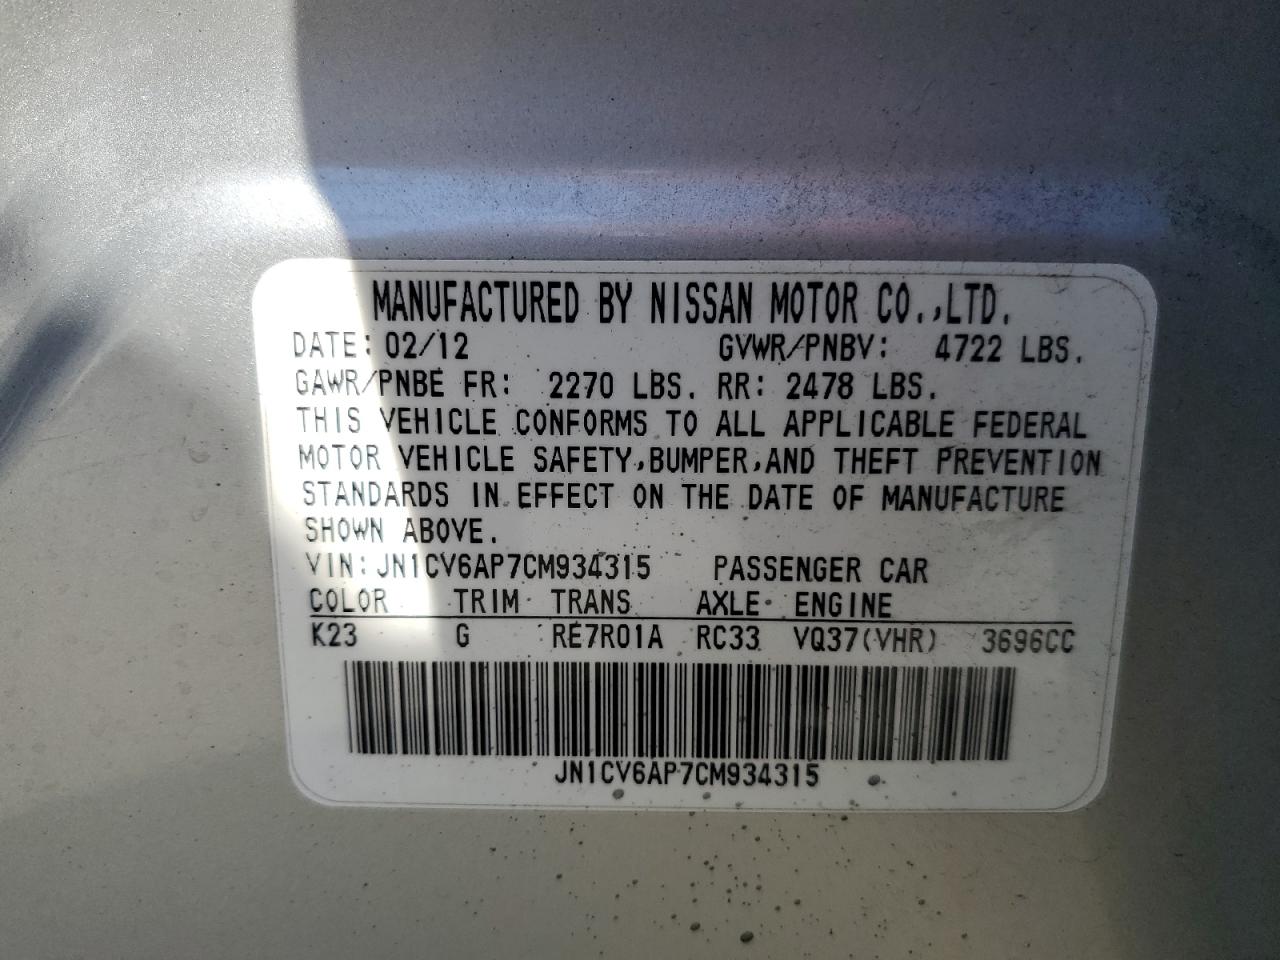 MANUFACTURED BY NISSAN MOTOR CO.,LTD.
DATE: 02/12 GVWR/PNBV: 4722 LBS.
GAWR/PNBE FR: 2270 LBS. RR: 2478 LBS.
THIS VEHICLE CONFORMS TO ALL APPLICABLE FEDERAL
MOTOR VEHICLE SAFETY,BUMPER,AND THEFT PREVENTION
STANDARDS IN EFFECT ON THE DATE OF MANUFACTURE
SHOWN ABOVE.
VIN: JN1CV6AP7CM934315 PASSENGER CAR
COLOR TRIM TRANS AXLE ENGINE
K23 G RE7R01A RC33 VQ37(VHR) 3696CC
JN1CV6AP7CM934315